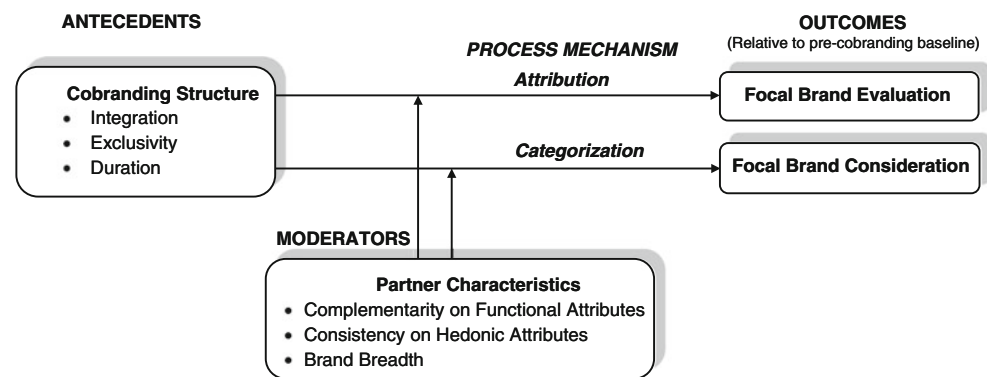 ANTECEDENTS
OUTCOMES
(Relative to pre-cobranding baseline)
PROCESS MECHANISM
Attribution
Cobranding Structure
• Integration
• Exclusivity
• Duration
Focal Brand Evaluation
Categorization
Focal Brand Consideration
MODERATORS
Partner Characteristics
• Complementarity on Functional Attributes
• Consistency on Hedonic Attributes
• Brand Breadth